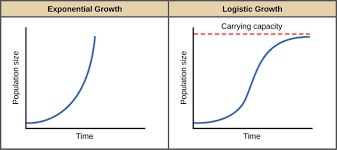 Exponential Growth
Logistic Growth
Population size
Time
Carrying capacity
Population size
Time